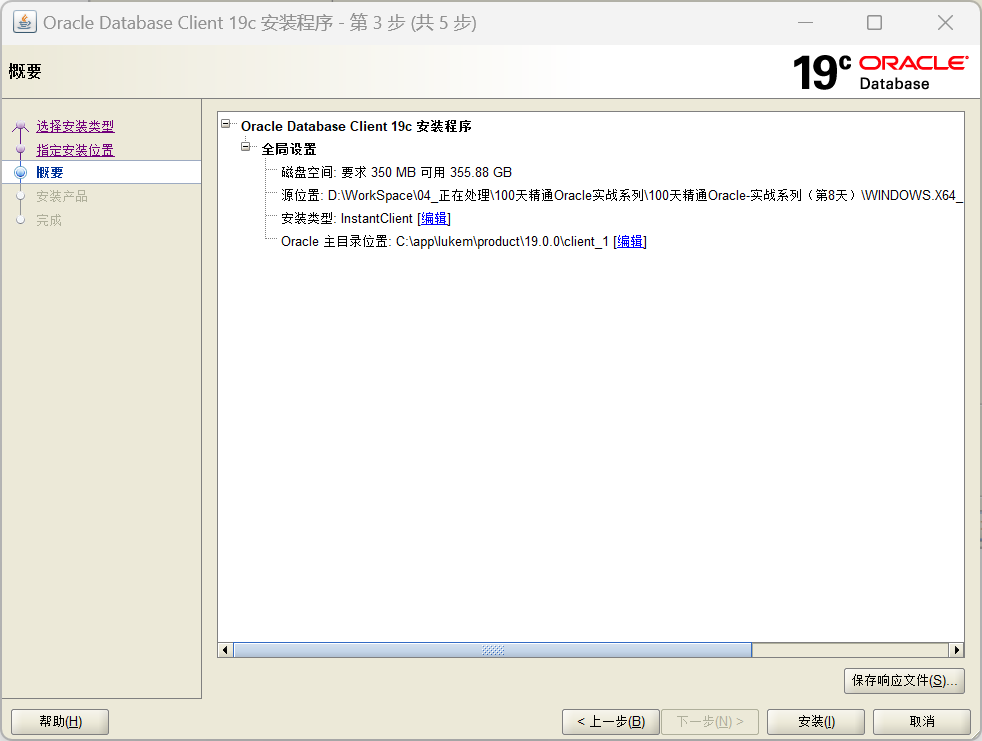 Oracle Database Client 19c 安装程序 - 第 3 步 (共 5 步)
概要
19c ORACLE
Database
选择安装类型
指定安装位置
概要
安装产品
完成
Oracle Database Client 19c 安装程序
全局设置
磁盘空间: 要求 350 MB 可用 355.88 GB
源位置: D:\WorkSpace\04_正在处理\100天精通Oracle实战系列\100天精通Oracle-实战系列（第8天）\WINDOWS.X64_
安装类型: InstantClient [编辑]
Oracle 主目录位置: C:\app\lukem\product\19.0.0\client_1 [编辑]
保存响应文件(S)...
帮助(H)
< 上一步(B)
下一步(N) >
安装(I)
取消